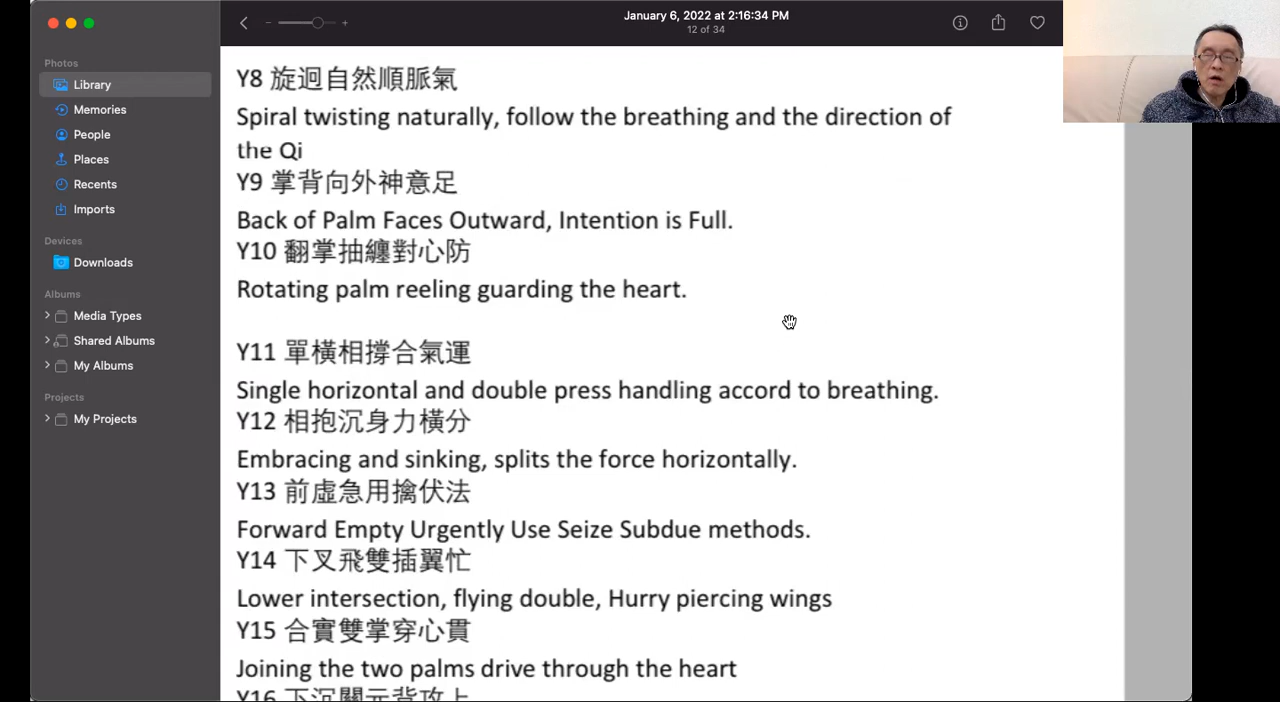 January 6, 2022 at 2:16:34 PM
12 of 34
Photos
Library
Memories
People
Places
Recents
Imports
Devices
Downloads
Albums
Media Types
Shared Albums
My Albums
Projects
My Projects
Y8 旋迴自然順脈氣
Spiral twisting naturally, follow the breathing and the direction of
the Qi
Y9 掌背向外神意足
Back of Palm Faces Outward, Intention is Full.
Y10 翻掌抽纏對心防
Rotating palm reeling guarding the heart.
Y11 單橫相撐合氣運
Single horizontal and double press handling accord to breathing.
Y12 相抱沉身力橫分
Embracing and sinking, splits the force horizontally.
Y13 前虛急用擒伏法
Forward Empty Urgently Use Seize Subdue methods.
Y14 下叉飛雙插翼忙
Lower intersection, flying double, Hurry piercing wings
Y15 合實雙掌穿心貫
Joining the two palms drive through the heart
Y16 下沉關元背攻上